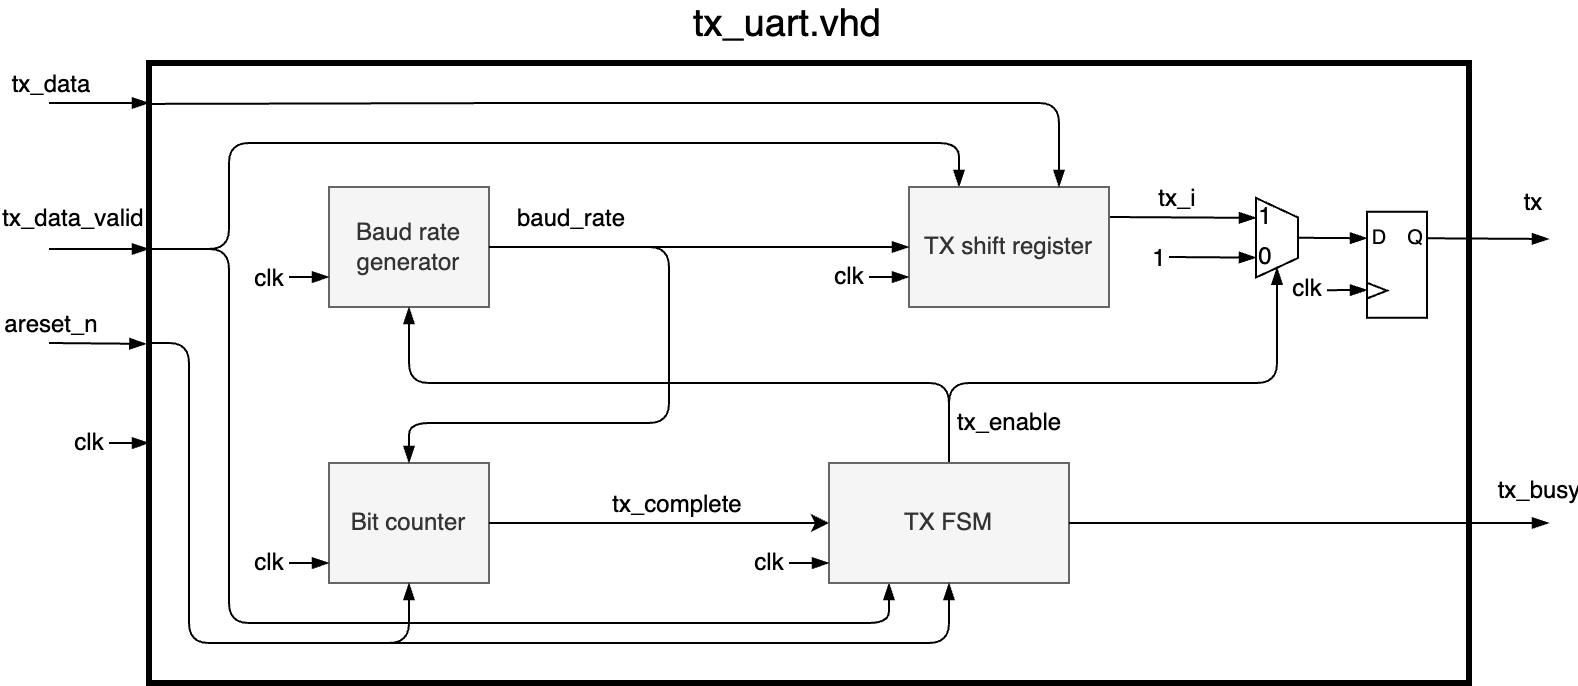 tx_uart.vhd
tx_data
tx_data_valid
areset_n
clk
Baud rate
generator
clk
baud_rate
TX shift register
clk
tx_i
1
1
0
D Q
clk
tx
tx_enable
Bit counter
clk
tx_complete
TX FSM
clk
tx_busy